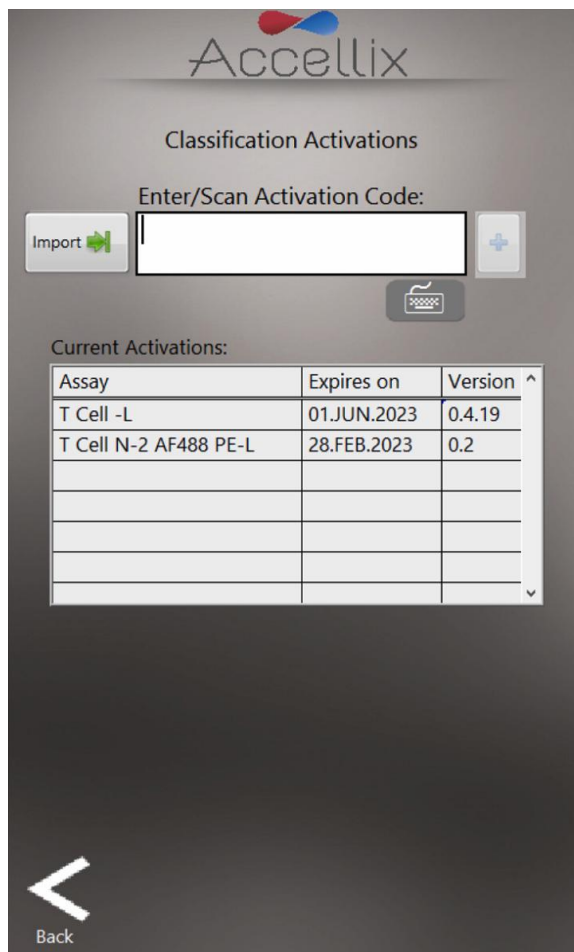 Accellix
Classification Activations
Enter/Scan Activation Code:
Import
Current Activations:
Assay Expires on Version
T Cell -L 01.JUN.2023 0.4.19
T Cell N-2 AF488 PE-L 28.FEB.2023 0.2
Back